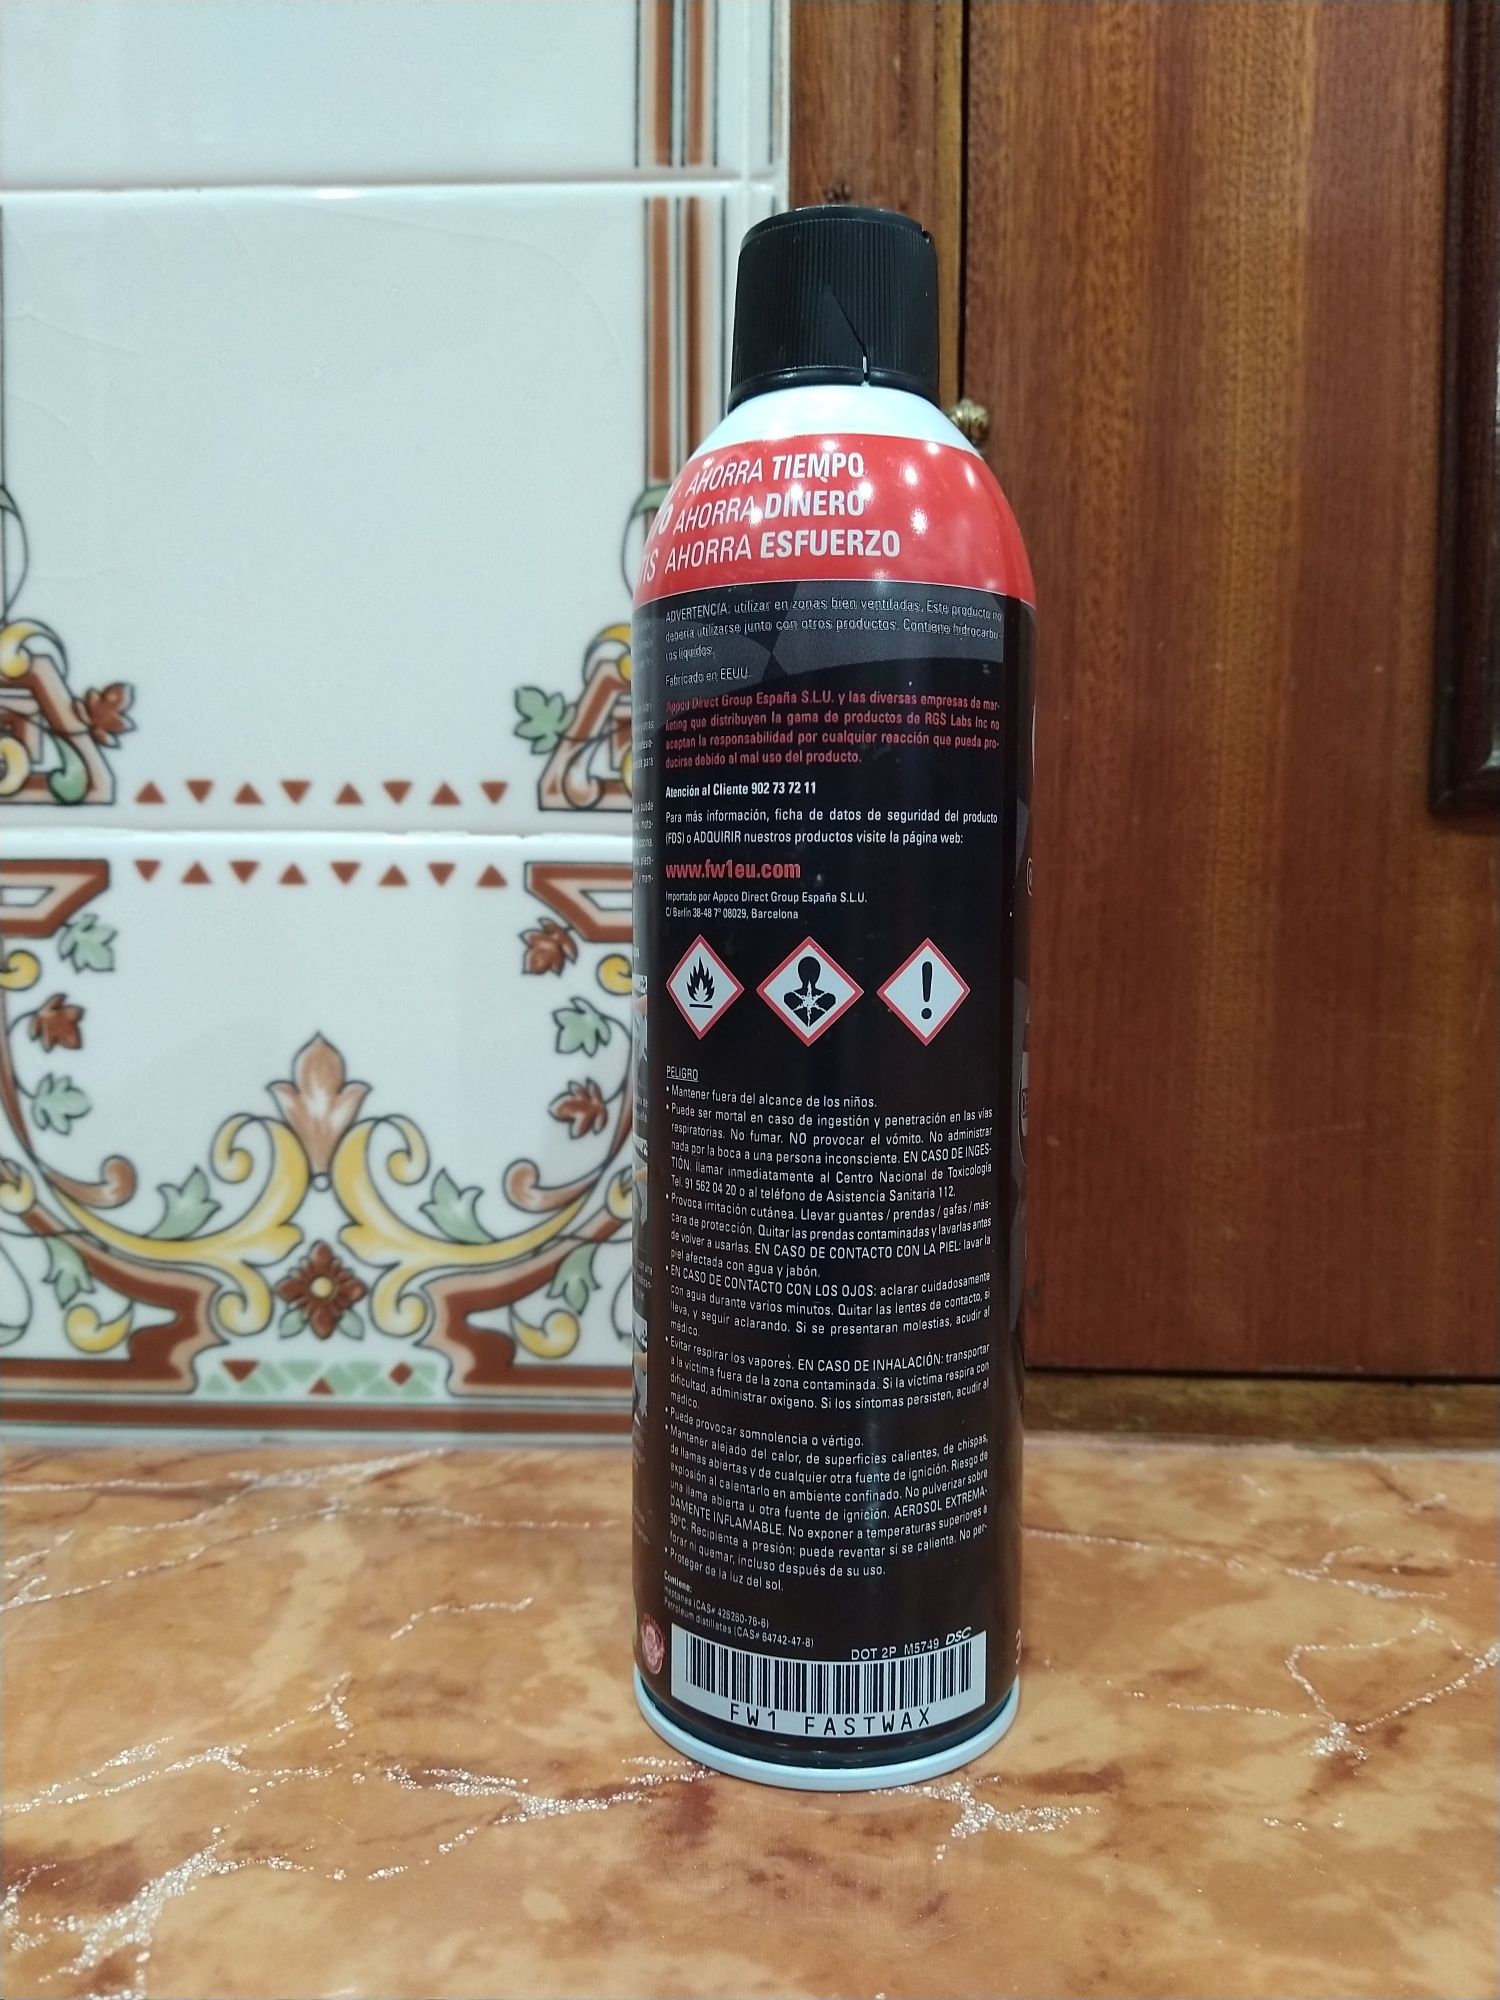 AHORRA TIEMPO
AHORRA DINERO
AHORRA ESFUERZO
ADVERTENCIA: utilizar en zonas bien ventiladas. Este producto no
debería utilizarse junto con otros productos. Contiene hidrocarbu-
ros líquidos.
Fabricado en EEUU
Appco Direct Group España S.L.U. y las diversas empresas de mar-
keting que distribuyen la gama de productos de RGS Labs Inc no
aceptan la responsabilidad por cualquier reacción que pueda pro-
ducirse debido al mal uso del producto.
Atención al Cliente 902 73 72 11
Para más información, ficha de datos de seguridad del producto
(FDS) o ADQUIRIR nuestros productos visite la página web:
www.fw1eu.com
Importado por Appco Direct Group España S.L.U.
C/ Berlín 38-48 7º 08029, Barcelona
PELIGRO
• Mantener fuera del alcance de los niños.
• Puede ser mortal en caso de ingestión y penetración en las vías
respiratorias. No fumar. NO provocar el vómito. No administrar
nada por la boca a una persona inconsciente. EN CASO DE INGES-
TIÓN: llamar inmediatamente al Centro Nacional de Toxicología
Tel. 91 562 04 20 o al teléfono de Asistencia Sanitaria 112.
• Provoca irritación cutánea. Llevar guantes / prendas / gafas / más-
cara de protección. Quitar las prendas contaminadas y lavarlas antes
de volver a usarlas. EN CASO DE CONTACTO CON LA PIEL: lavar la
piel afectada con agua y jabón.
• EN CASO DE CONTACTO CON LOS OJOS: aclarar cuidadosamente
con agua durante varios minutos. Quitar las lentes de contacto, si
lleva, y seguir aclarando. Si se presentaran molestias, acudir al
médico.
• Evitar respirar los vapores. EN CASO DE INHALACIÓN: transportar
a la víctima fuera de la zona contaminada. Si la víctima respira con
dificultad, administrar oxígeno. Si los síntomas persisten, acudir al
médico.
• Puede provocar somnolencia o vértigo.
• Mantener alejado del calor, de superficies calientes, de chispas,
de llamas abiertas y de cualquier otra fuente de ignición. Riesgo de
explosión al calentarlo en ambiente confinado. No pulverizar sobre
una llama abierta u otra fuente de ignición. AEROSOL EXTREMA-
DAMENTE INFLAMABLE. No exponer a temperaturas superiores a
50ºC. Recipiente a presión: puede reventar si se calienta. No per-
forar ni quemar, incluso después de su uso.
• Proteger de la luz del sol.
Contiene:
Heptanes (CAS# 426260-76-6)
Petroleum distillates (CAS# 64742-47-8)
DOT 2P M5749 DSC
FW1 FASTWAX